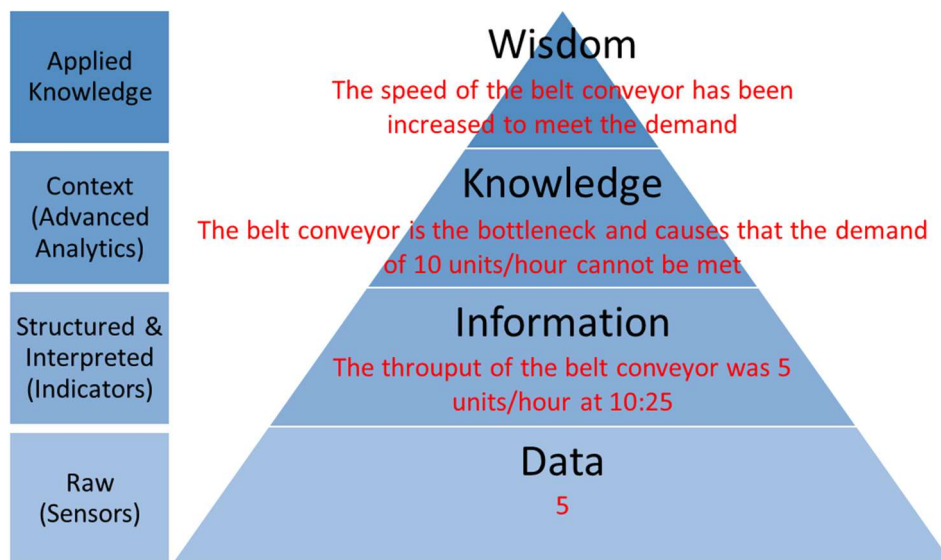 Applied
Knowledge
Wisdom
The speed of the belt conveyor has been
increased to meet the demand
Context
(Advanced
Analytics)
Knowledge
The belt conveyor is the bottleneck and causes that the demand
of 10 units/hour cannot be met
Structured &
Interpreted
(Indicators)
Information
The throuput of the belt conveyor was 5
units/hour at 10:25
Raw
(Sensors)
Data
5